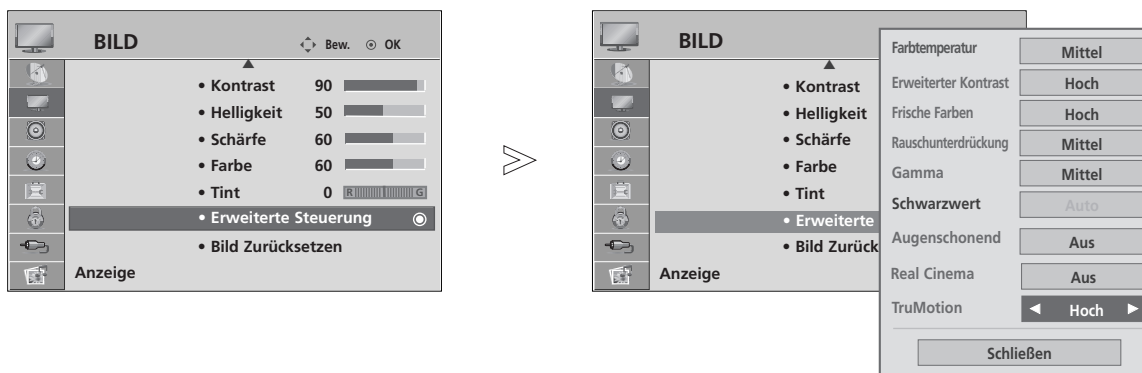 BILD Bew. OK
• Kontrast 90
• Helligkeit 50
• Schärfe 60
• Farbe 60
• Tint 0 R G
• Erweiterte Steuerung
• Bild Zurücksetzen
Anzeige
BILD
• Kontrast
• Helligkeit
• Schärfe
• Farbe
• Tint
• Erweiterte
• Bild Zurück
Anzeige
Farbtemperatur Mittel
Erweiterter Kontrast Hoch
Frische Farben Hoch
Rauschunterdrückung Mittel
Gamma Mittel
Schwarzwert Auto
Augenschonend Aus
Real Cinema Aus
TruMotion ◄ Hoch ►
Schließen